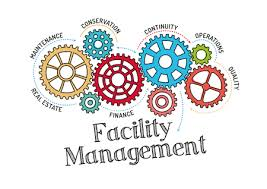 MAINTENANCE
CONSERVATION
CONTINUITY
OPERATIONS
REAL ESTATE
FINANCE
QUALITY
Facility
Management